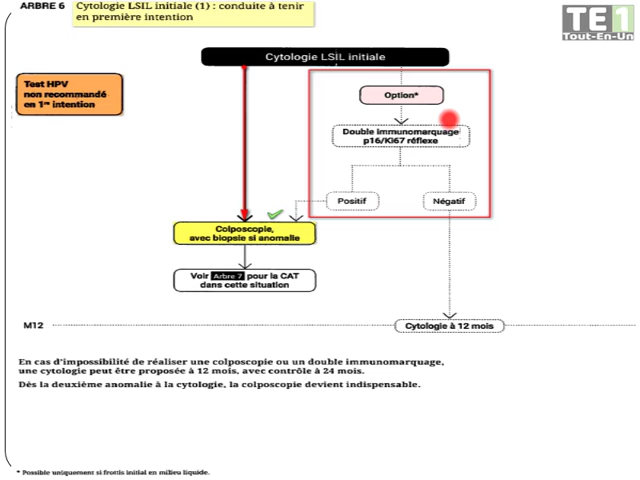 ARBRE 6
Cytologie LSIL initiale (1) : conduite à tenir
en première intention
TE1
Tout-En-Un
Cytologie LSIL initiale
Test HPV
non recommandé
en 1re intention
Option*
Double immunomarquage
p16/Ki67 réflexe
Positif
Négatif
Colposcopie,
avec biopsie si anomalie
Voir Arbre 7 pour la CAT
dans cette situation
M12
Cytologie à 12 mois
En cas d'impossibilité de réaliser une colposcopie ou un double immunomarquage,
une cytologie peut être proposée à 12 mois, avec contrôle à 24 mois.
Dès la deuxième anomalie à la cytologie, la colposcopie devient indispensable.
* Possible uniquement si frottis initial en milieu liquide.